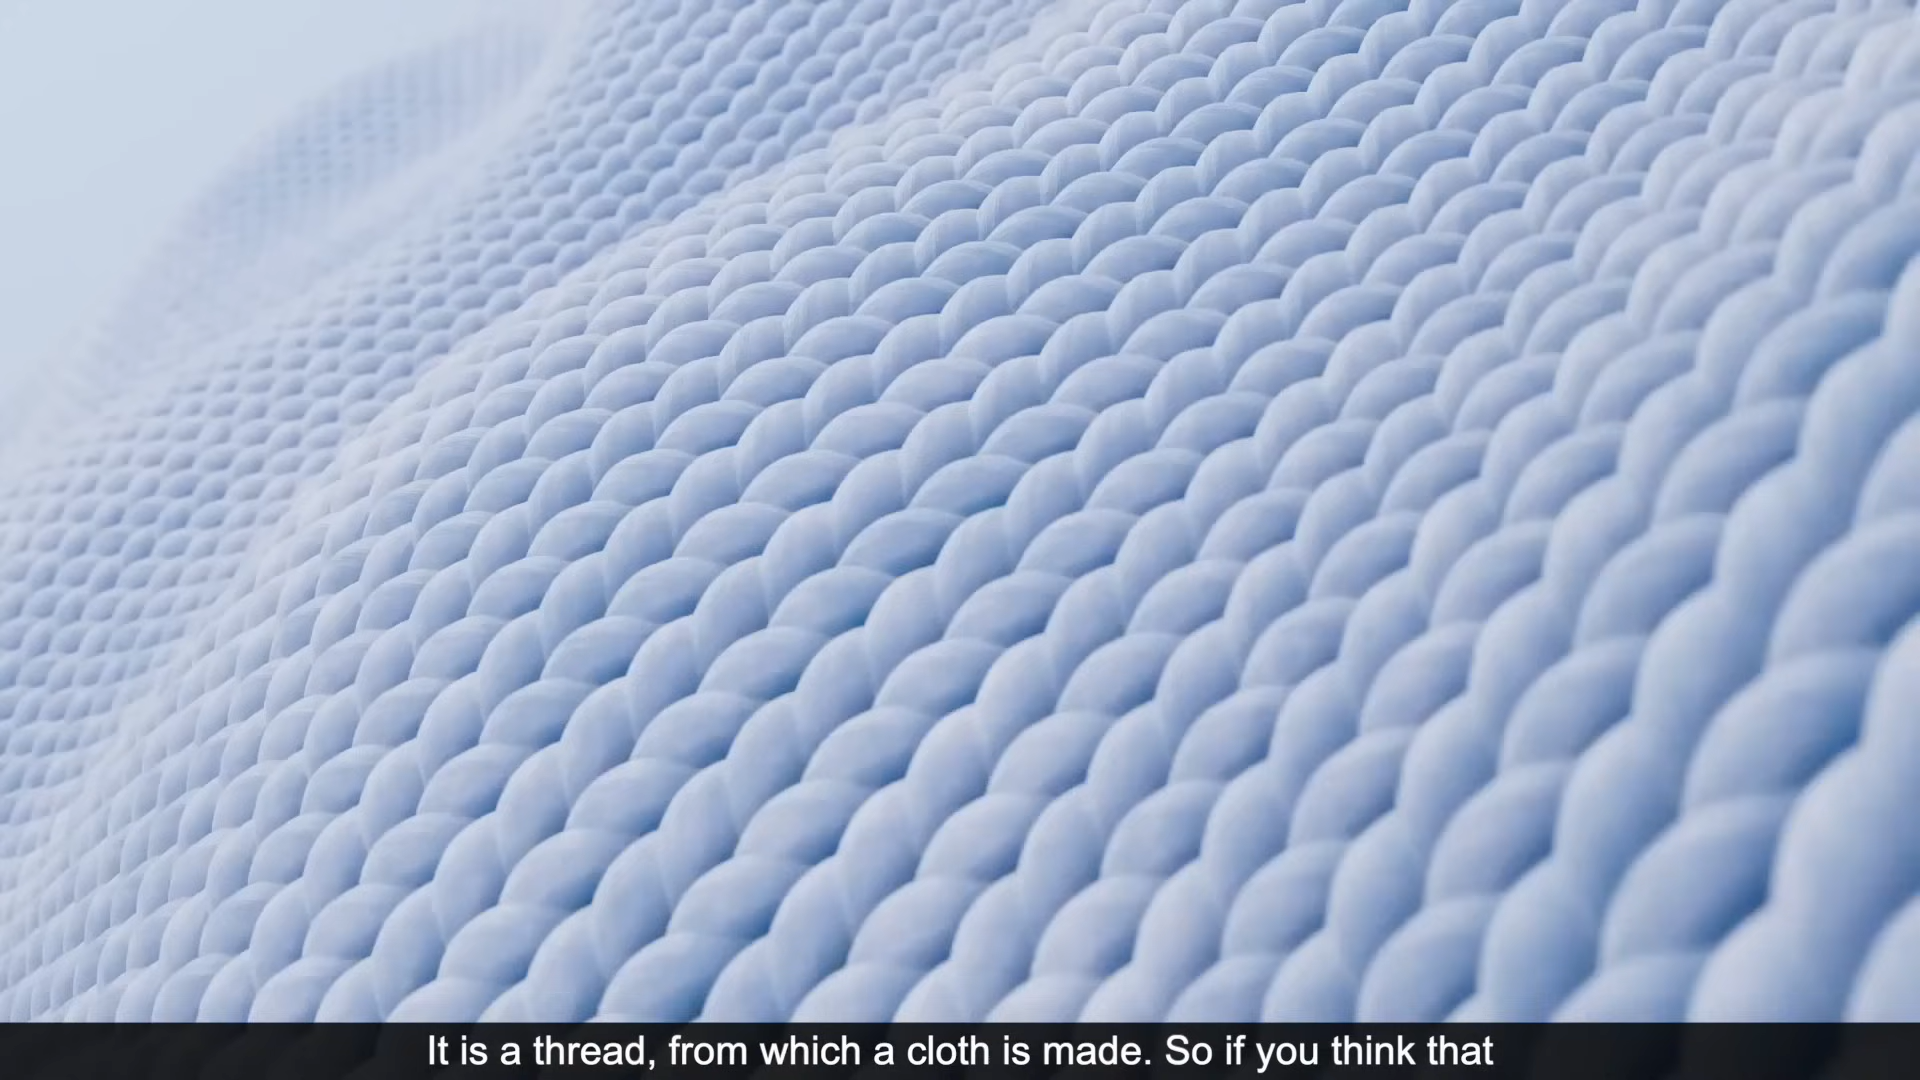 It is a thread, from which a cloth is made. So if you think that